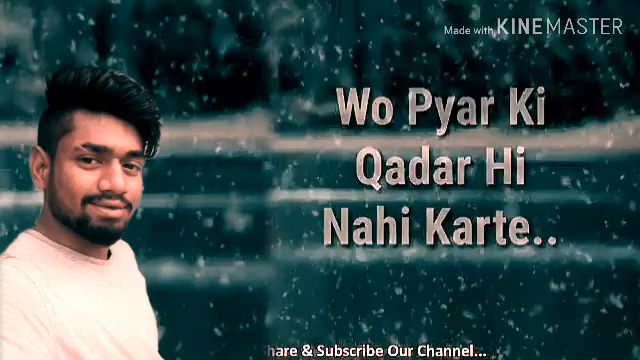 Made with KINEMASTER
Wo Pyar Ki
Qadar Hi
Nahi Karte..
hare & Subscribe Our Channel...